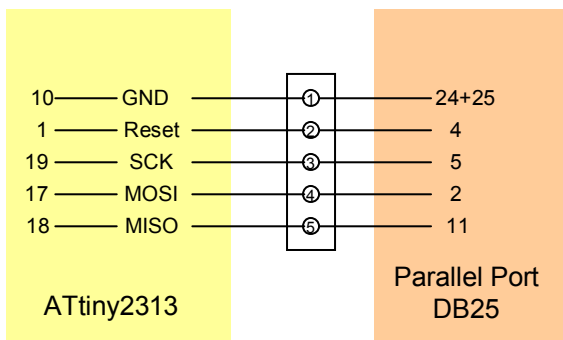 10 GND 1 24+25
1 Reset 2 4
19 SCK 3 5
17 MOSI 4 2
18 MISO 5 11
ATtiny2313
Parallel Port
DB25